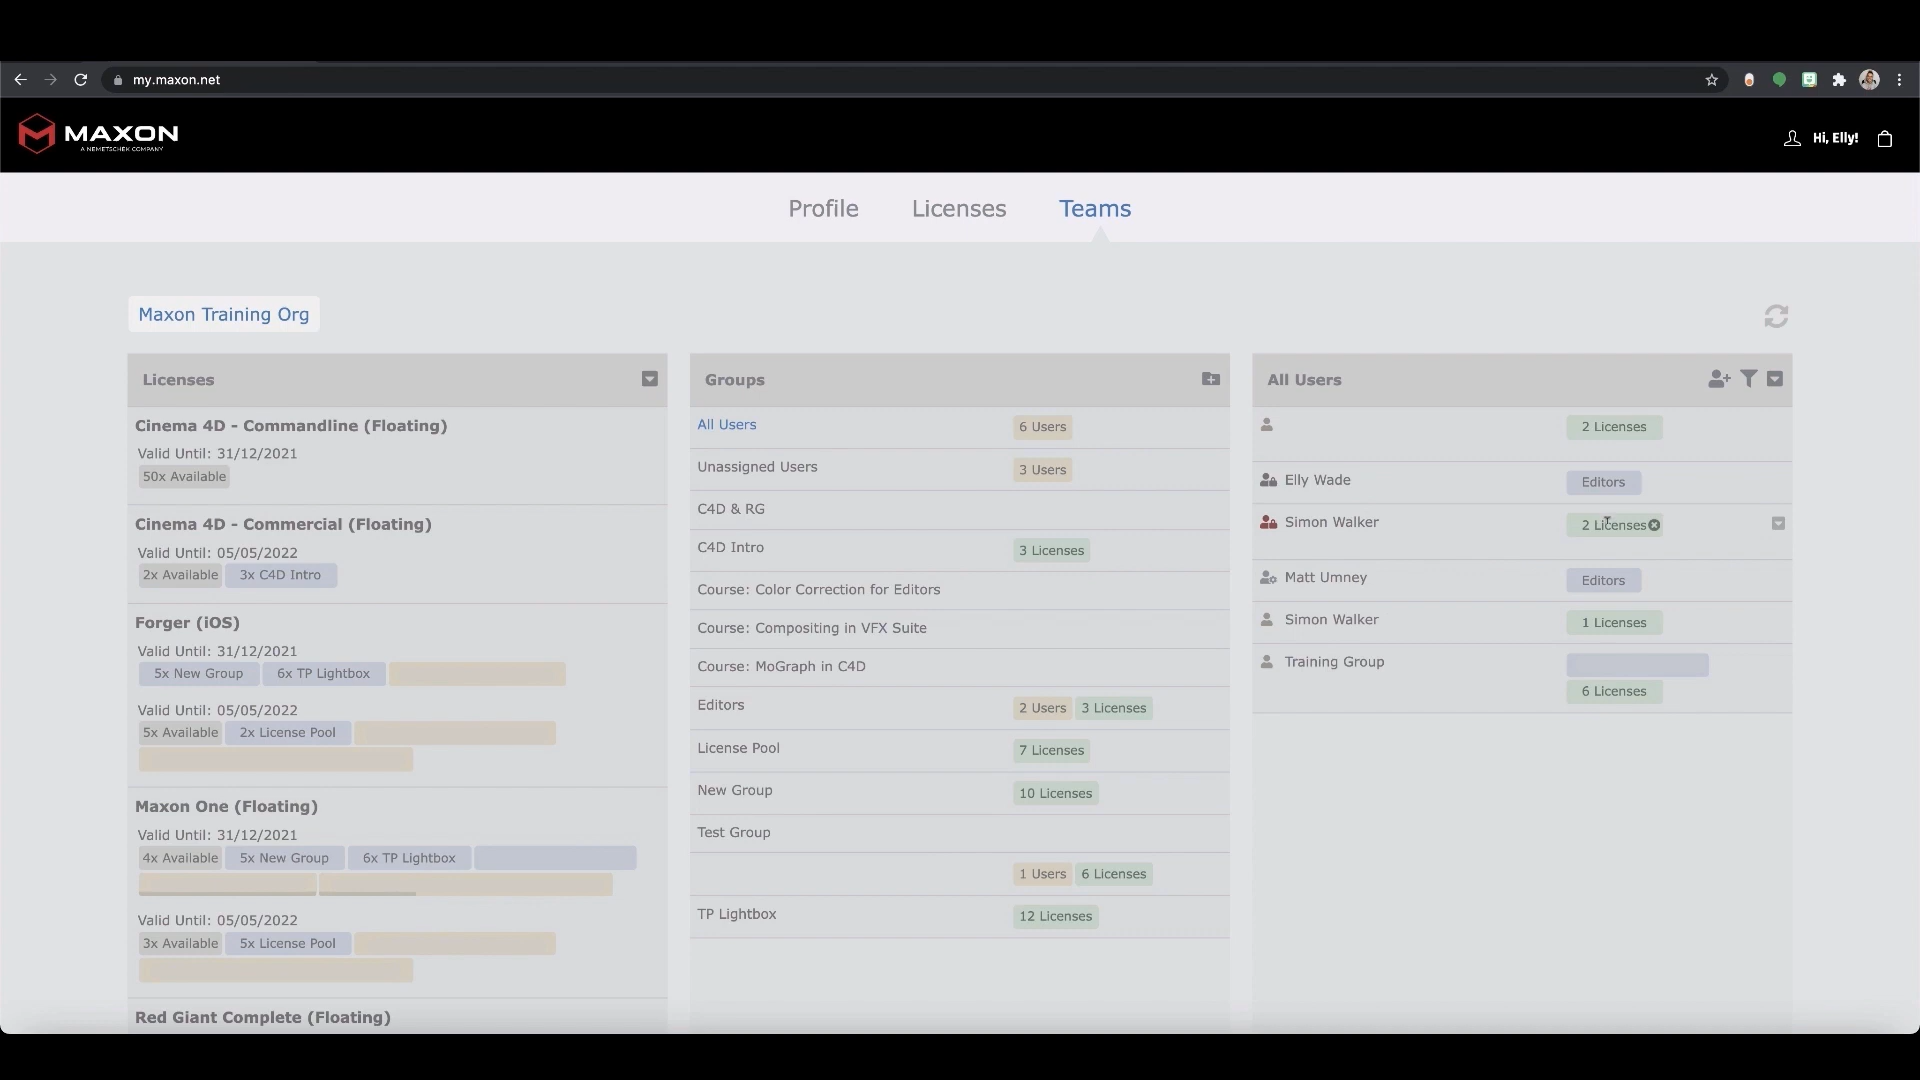 my.maxon.net
MAXON
A NEMETSCHEK COMPANY
Hi, Elly!
Profile Licenses Teams
Maxon Training Org
Licenses
Cinema 4D - Commandline (Floating)
Valid Until: 31/12/2021
50x Available
Cinema 4D - Commercial (Floating)
Valid Until: 05/05/2022
2x Available 3x C4D Intro
Forger (iOS)
Valid Until: 31/12/2021
5x New Group 6x TP Lightbox
Valid Until: 05/05/2022
5x Available 2x License Pool
Maxon One (Floating)
Valid Until: 31/12/2021
4x Available 5x New Group 6x TP Lightbox
Valid Until: 05/05/2022
3x Available 5x License Pool
Red Giant Complete (Floating)
Groups
All Users 6 Users
Unassigned Users 3 Users
C4D & RG
C4D Intro 3 Licenses
Course: Color Correction for Editors
Course: Compositing in VFX Suite
Course: MoGraph in C4D
Editors 2 Users 3 Licenses
License Pool 7 Licenses
New Group 10 Licenses
Test Group
1 Users 6 Licenses
TP Lightbox 12 Licenses
All Users
2 Licenses
Elly Wade Editors
Simon Walker 2 Licenses
Matt Umney Editors
Simon Walker 1 Licenses
Training Group
6 Licenses